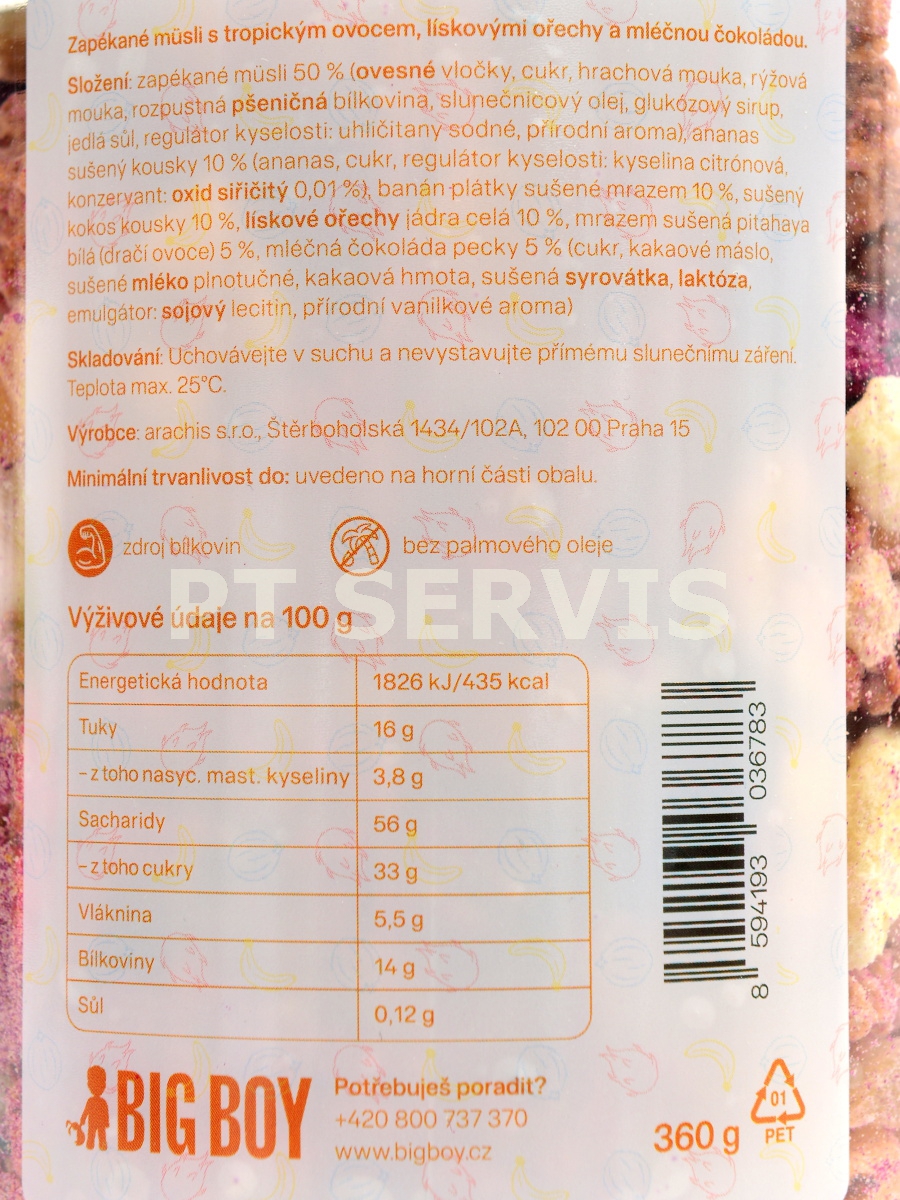 Zapékané müsli s tropickým ovocem, lískovými ořechy a mléčnou čokoládou.
Složení: zapékané müsli 50 % (ovesné vločky, cukr, hrachová mouka, rýžová
mouka, rozpustná pšeničná bílkovina, slunečnicový olej, glukózový sirup,
jedlá sůl, regulátor kyselosti: uhličitany sodné, přírodní aroma), ananas
sušený kousky 10 % (ananas, cukr, regulátor kyselosti: kyselina citrónová,
konzervant: oxid siřičitý 0,01 %), banán plátky sušené mrazem 10 %, sušený
kokos kousky 10 %, lískové ořechy jádra celá 10 %, mrazem sušená pitahaya
bílá (dračí ovoce) 5 %, mléčná čokoláda pecky 5 % (cukr, kakaové máslo,
sušené mléko plnotučné, kakaová hmota, sušená syrovátka, laktóza,
emulgátor: sojový lecitin, přírodní vanilkové aroma)
Skladování: Uchovávejte v suchu a nevystavujte přímému slunečnímu záření.
Teplota max. 25°C.
Výrobce: arachis s.r.o., Štěrboholská 1434/102A, 102 00 Praha 15
Minimální trvanlivost do: uvedeno na horní části obalu.
zdroj bílkovin
bez palmového oleje
PT SERVIS
Výživové údaje na 100 g
Energetická hodnota 1826 kJ/435 kcal
Tuky 16 g
- z toho nasyc. mast. kyseliny 3,8 g
Sacharidy 56 g
- z toho cukry 33 g
Vláknina 5,5 g
Bílkoviny 14 g
Sůl 0,12 g
8 594193 036783
BIG BOY
Potřebuješ poradit?
+420 800 737 370
www.bigboy.cz
360 g
01
PET